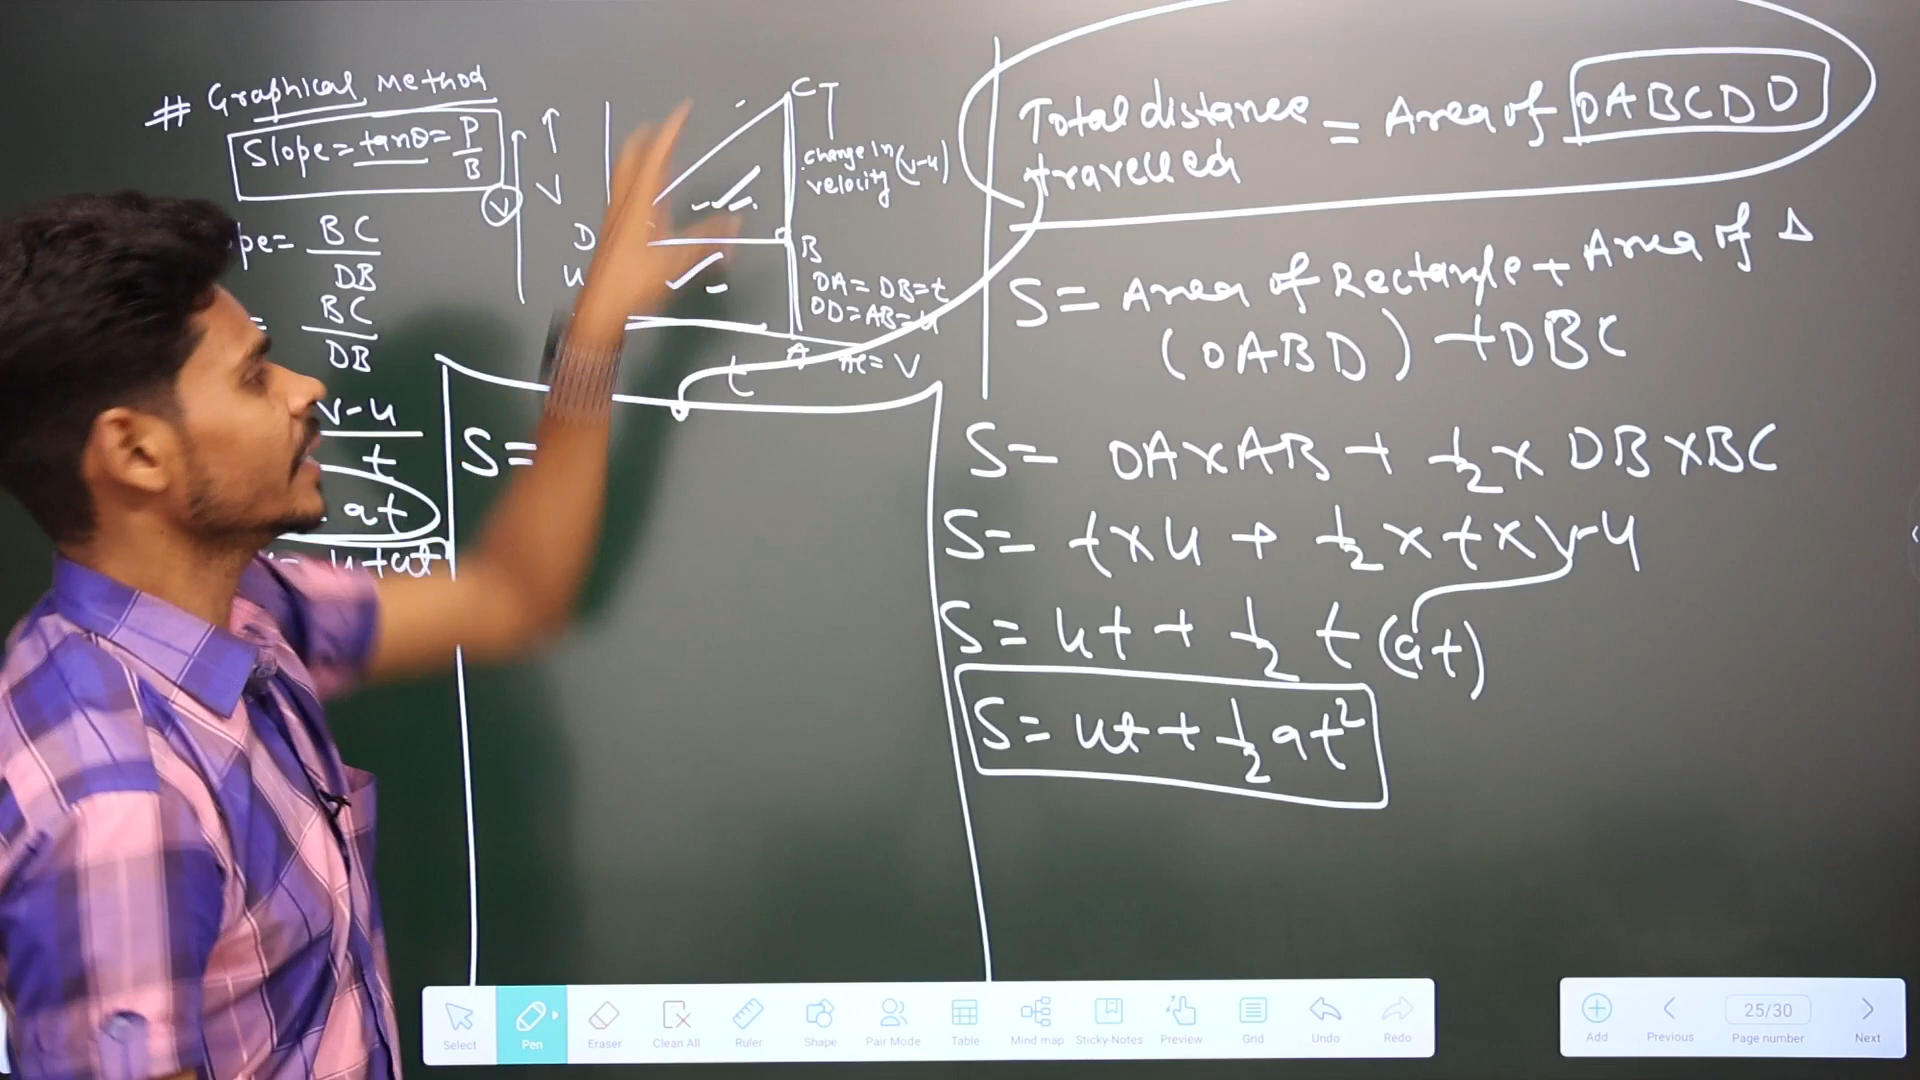 # Graphical Method
Slope = tanθ = P/B
V
V
pe = BC/DB
= BC/DB
v-u/t
at
= u+at
C
change in velocity (v-u)
D
B
u
OA = DB = t
OD = AB = u
A
t
= V
S=
Total distance travelled = Area of OABCDO
S = Area of Rectangle + Area of Δ
(OABD) + DBC
S = OA×AB + 1/2 × DB×BC
S = t×u + 1/2 × t × v-u
S = ut + 1/2 t (at)
S = ut + 1/2 at²
Select
Pen
Eraser
Clean All
Ruler
Shape
Pair Mode
Table
Mind map
Sticky-Notes
Preview
Grid
Undo
Redo
Add
Previous
25/30
Page number
Next